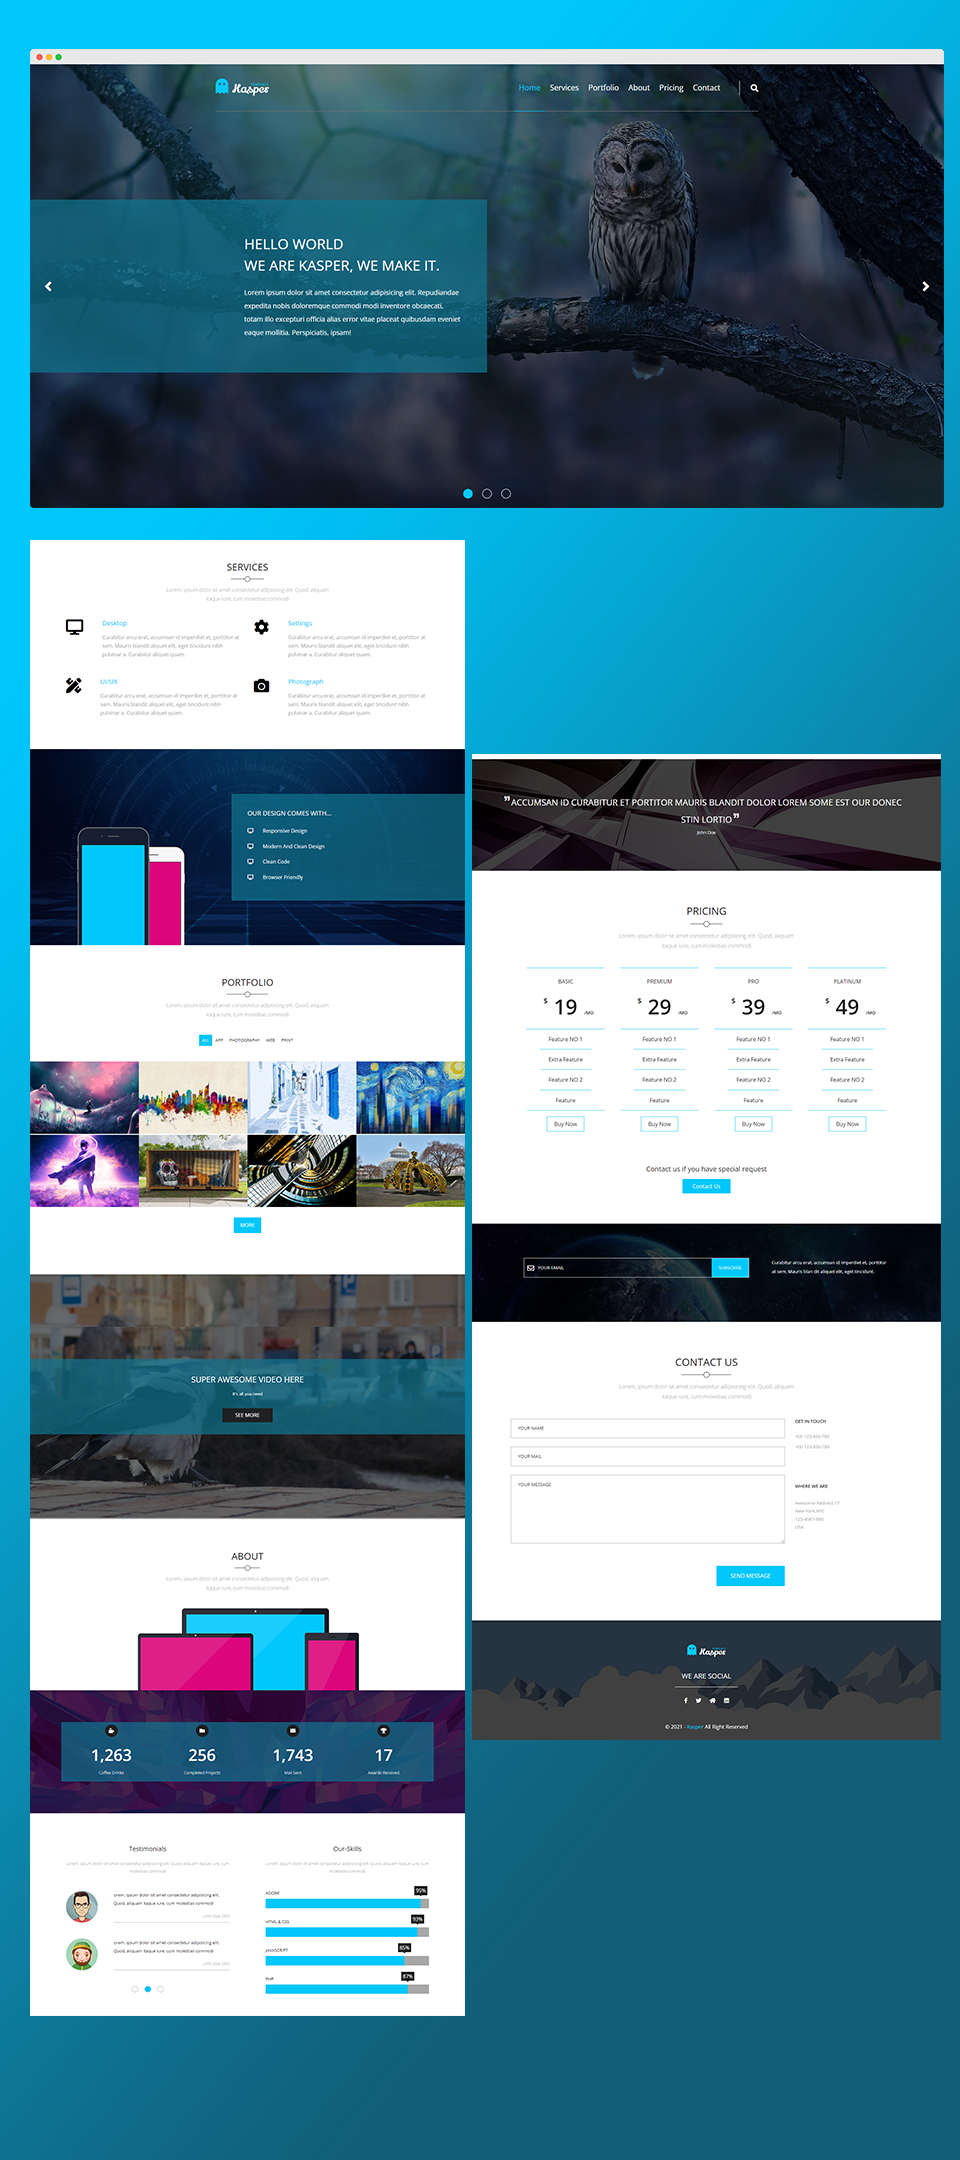 Kasper
Home Services Portfolio About Pricing Contact
HELLO WORLD
WE ARE KASPER, WE MAKE IT.
Lorem ipsum dolor sit amet consectetur adipisicing elit. Repudiandae
expedita nobis doloremque commodi modi inventore obcaecati,
totam illo excepturi officia alias error vitae placeat quibusdam eveniet
eaque mollitia. Perspiciatis, ipsam!
SERVICES
Lorem, ipsum dolor sit amet consectetur adipisicing elit. Quod, aliquam
itaque iure, cum molestias commodi
Desktop
Curabitur arcu erat, accumsan id imperdiet et, porttitor at
sem. Mauris blandit aliquet elit, eget tincidunt nibh
pulvinar a. Curabitur aliquet quam.
Settings
Curabitur arcu erat, accumsan id imperdiet et, porttitor at
sem. Mauris blandit aliquet elit, eget tincidunt nibh
pulvinar a. Curabitur aliquet quam.
UI/UX
Curabitur arcu erat, accumsan id imperdiet et, porttitor at
sem. Mauris blandit aliquet elit, eget tincidunt nibh
pulvinar a. Curabitur aliquet quam.
Photograph
Curabitur arcu erat, accumsan id imperdiet et, porttitor at
sem. Mauris blandit aliquet elit, eget tincidunt nibh
pulvinar a. Curabitur aliquet quam.
OUR DESIGN COMES WITH...
Responsive Design
Modern And Clean Design
Clean Code
Browser Friendly
PORTFOLIO
Lorem, ipsum dolor sit amet consectetur adipisicing elit. Quod, aliquam
itaque iure, cum molestias commodi
ALL APP PHOTOGRAPHY WEB PRINT
MORE
SUPER AWESOME VIDEO HERE
It's all you need
SEE MORE
ABOUT
Lorem, ipsum dolor sit amet consectetur adipisicing elit. Quod, aliquam
itaque iure, cum molestias commodi
1,263 256 1,743 17
Coffee Drinks Completed Projects Mail Sent Awards Received
Testimonials
Lorem, ipsum dolor sit amet consectetur adipisicing elit. Quod, aliquam itaque iure, cum
molestias commodi
orem, ipsum dolor sit amet consectetur adipisicing elit.
Quod, aliquam itaque iure, cum molestias commodi
John Doe, CEO
orem, ipsum dolor sit amet consectetur adipisicing elit.
Quod, aliquam itaque iure, cum molestias commodi
John Doe, CEO
Our-Skills
Lorem, ipsum dolor sit amet consectetur adipisicing elit. Quod, aliquam itaque iure, cum
molestias commodi
ADOBE 95%
HTML & CSS 93%
85%
PHP 87%
"ACCUMSAN ID CURABITUR ET PORTITOR MAURIS BLANDIT DOLOR LOREM SOME EST OUR DONEC
STIN LORTIO"
John Doe
PRICING
Lorem, ipsum dolor sit amet consectetur adipisicing elit. Quod, aliquam
itaque iure, cum molestias commodi
BASIC PREMIUM PRO PLATINUM
$ 19 /MO $ 29 /MO $ 39 /MO $ 49 /MO
Feature NO 1 Feature NO 1 Feature NO 1 Feature NO 1
Extra Feature Extra Feature Extra Feature Extra Feature
Feature NO 2 Feature NO 2 Feature NO 2 Feature NO 2
Feature Feature Feature Feature
Buy Now Buy Now Buy Now Buy Now
Contact us if you have special request
Contact Us
YOUR EMAIL SUBSCRIBE
Curabitur arcu erat, accumsan id imperdiet et, porttitor
at sem. Mauris blan dit aliquet elit, eget tincidunt.
CONTACT US
Lorem, ipsum dolor sit amet consectetur adipisicing elit. Quod, aliquam
itaque iure, cum molestias commodi
YOUR NAME
YOUR MAIL
YOUR MESSAGE
SEND MESSAGE
GET IN TOUCH
+00 123.456.789
+00 123.456.789
WHERE WE ARE
Awesome Address 17
New York,NYC
123-4567-890
USA
Kasper
WE ARE SOCIAL
© 2021 - Kasper All Right Reserved